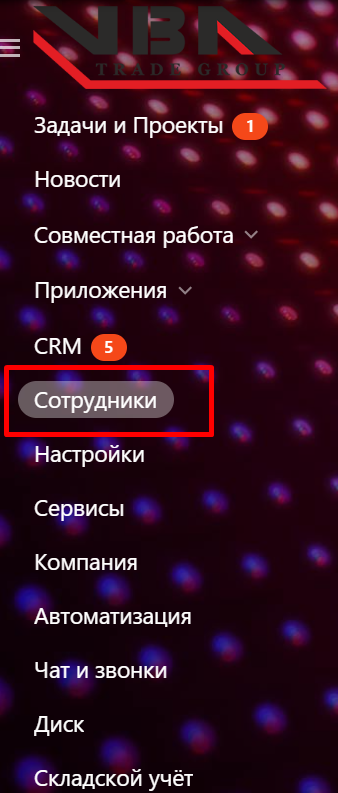 VBA
TRADE GROUP
Задачи и Проекты 1
Новости
Совместная работа
Приложения
CRM 5
Сотрудники
Настройки
Сервисы
Компания
Автоматизация
Чат и звонки
Диск
Складской учёт